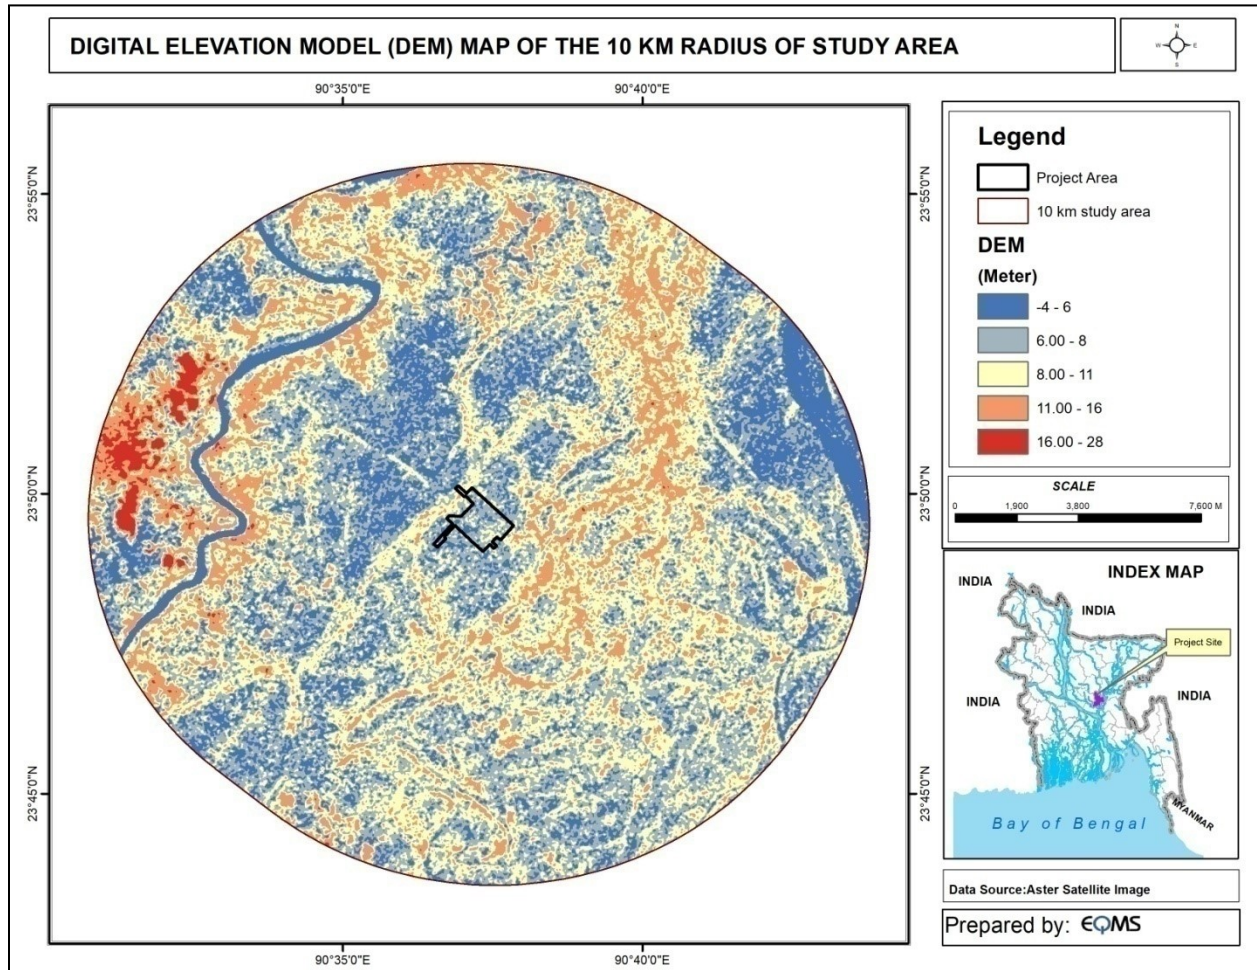 DIGITAL ELEVATION MODEL (DEM) MAP OF THE 10 KM RADIUS OF STUDY AREA
N
W E
S
90°35'0"E 90°40'0"E
23°55'0"N 23°55'0"N
23°50'0"N 23°50'0"N
23°45'0"N 23°45'0"N
90°35'0"E 90°40'0"E
Legend
Project Area
10 km study area
DEM
(Meter)
-4 - 6
6.00 - 8
8.00 - 11
11.00 - 16
16.00 - 28
SCALE
0 1,900 3,800 7,600 M
INDEX MAP
INDIA
INDIA
Project Site
INDIA
INDIA
MYANMAR
Bay of Bengal
Data Source:Aster Satellite Image
Prepared by: EQMS